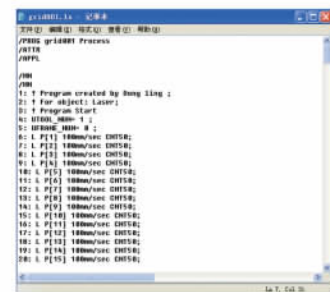 grid001.ls - 记事本
文件(F) 编辑(E) 格式(O) 查看(V) 帮助(H)
/PROG grid001 Process
/ATTR
/APPL
/MN
/MN
1: ! Program created by Dong Ling ;
2: ! For object: Laser;
3: ! Program Start
4: UTOOL_NUM= 1 ;
5: UFRAME_NUM= 0 ;
6: L P[1] 100mm/sec CNT50;
7: L P[2] 100mm/sec CNT50;
8: L P[3] 100mm/sec CNT50;
9: L P[4] 100mm/sec CNT50;
10: L P[5] 100mm/sec CNT50;
11: L P[6] 100mm/sec CNT50;
12: L P[7] 100mm/sec CNT50;
13: L P[8] 100mm/sec CNT50;
14: L P[9] 100mm/sec CNT50;
15: L P[10] 100mm/sec CNT50;
16: L P[11] 100mm/sec CNT50;
17: L P[12] 100mm/sec CNT50;
18: L P[13] 100mm/sec CNT50;
19: L P[14] 100mm/sec CNT50;
20: L P[15] 100mm/sec CNT50;